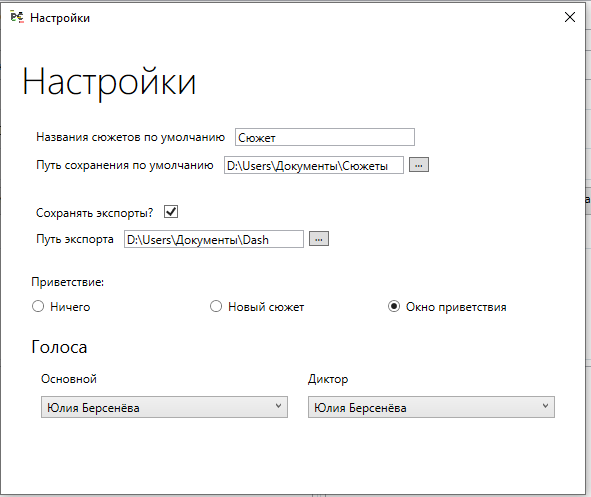 Настройки
Настройки
Названия сюжетов по умолчанию Сюжет
Путь сохранения по умолчанию D:\Users\Документы\Сюжеты ...
Сохранять экспорты?
Путь экспорта D:\Users\Документы\Dash ...
Приветствие:
Ничего Новый сюжет Окно приветствия
Голоса
Основной Диктор
Юлия Берсенёва Юлия Берсенёва